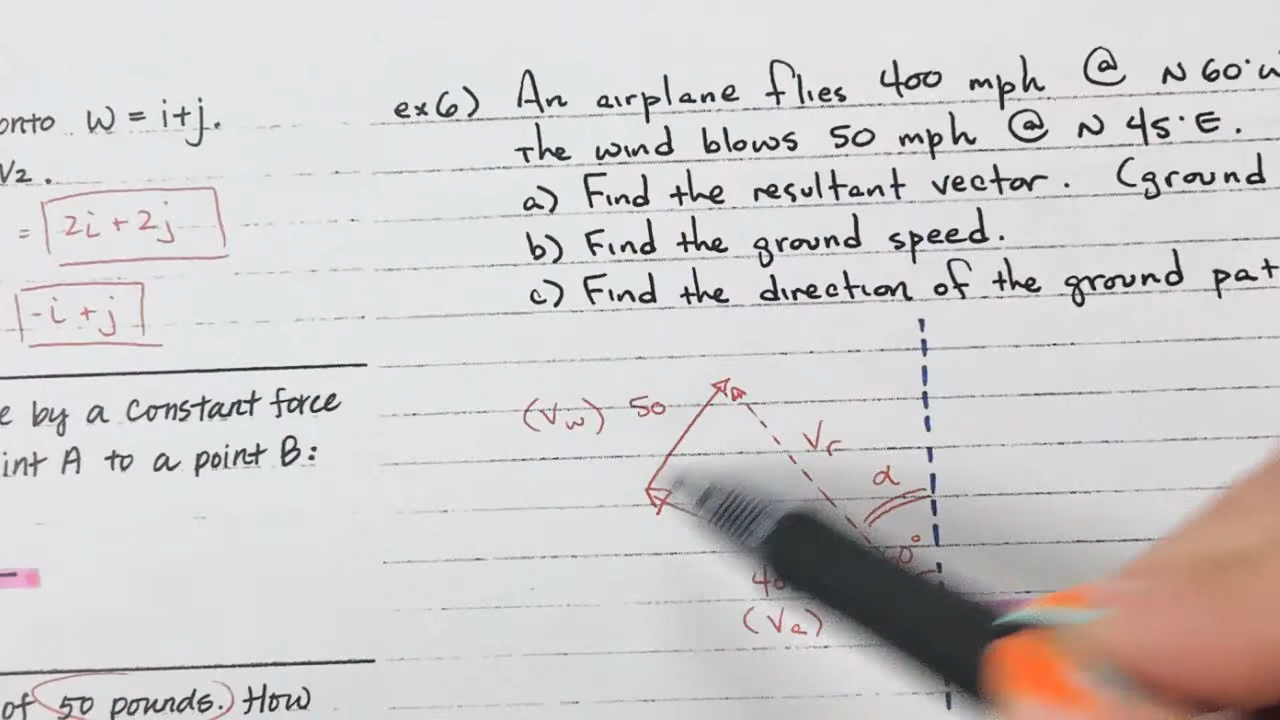 onto w = i+j.
V2.
= 2i + 2j
-i + j
e by a constant force
int A to a point B:
of 50 pounds. How
ex6) An airplane flies 400 mph @ N 60° W
The wind blows 50 mph @ N 45° E.
a) Find the resultant vector. (ground
b) Find the ground speed.
c) Find the direction of the ground pat
(Vw) 50
Vr
α
(Va)